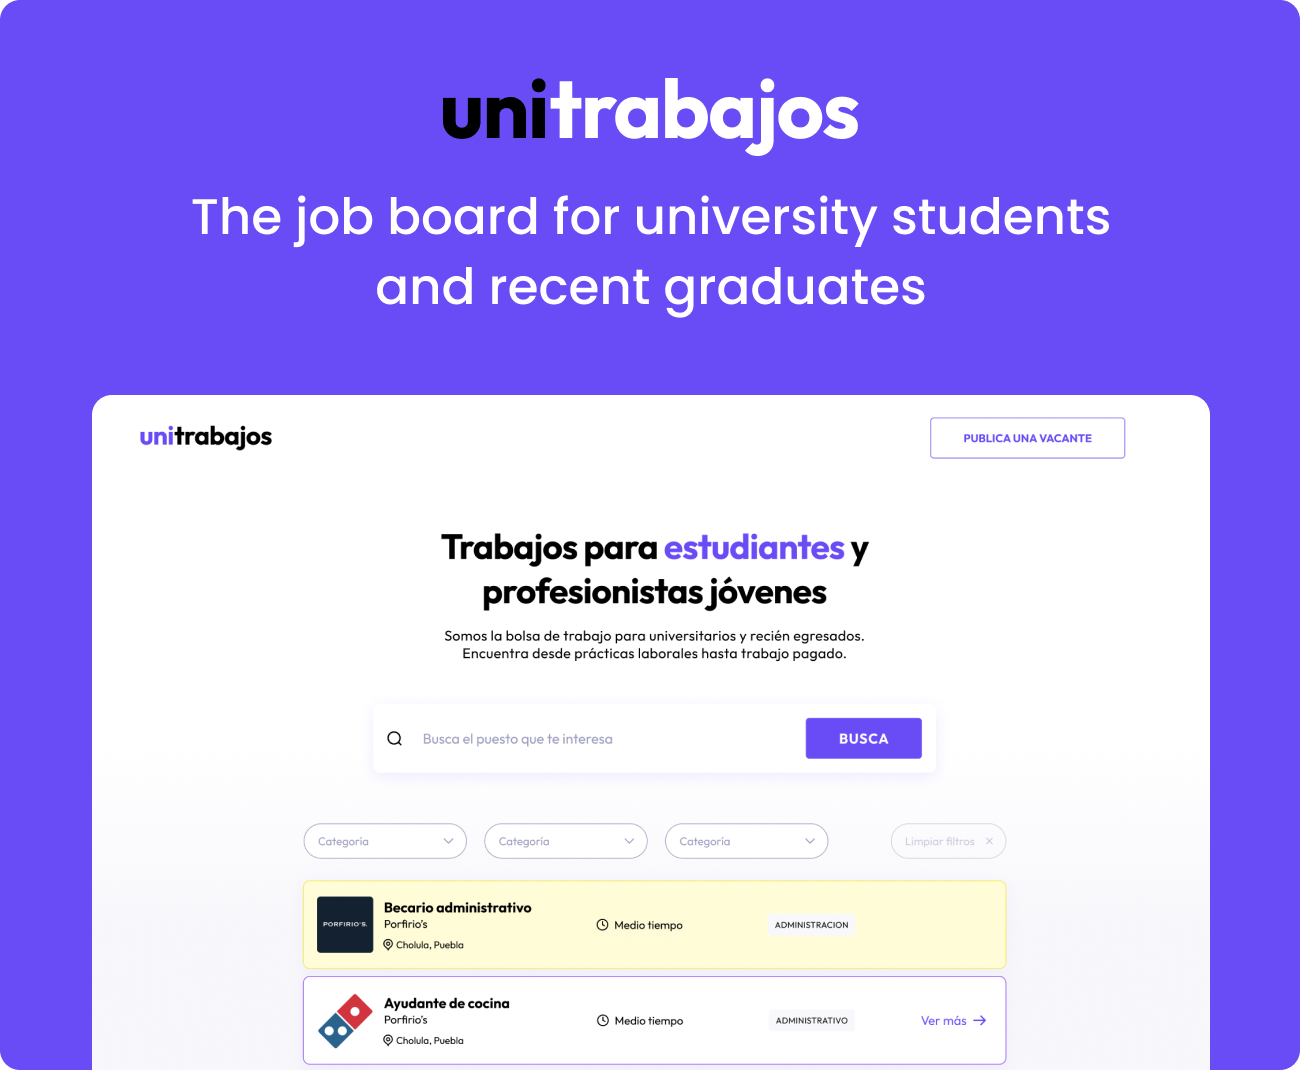 unitrabajos
The job board for university students
and recent graduates
unitrabajos
PUBLICA UNA VACANTE
Trabajos para estudiantes y
profesionistas jóvenes
Somos la bolsa de trabajo para universitarios y recién egresados.
Encuentra desde prácticas laborales hasta trabajo pagado.
Busca el puesto que te interesa
BUSCA
Categoría
Categoría
Categoría
Limpiar filtros
PORFIRIO'S.
Becario administrativo
Porfirio's
Cholula, Puebla
Medio tiempo
ADMINISTRACION
Ayudante de cocina
Porfirio's
Cholula, Puebla
Medio tiempo
ADMINISTRATIVO
Ver más